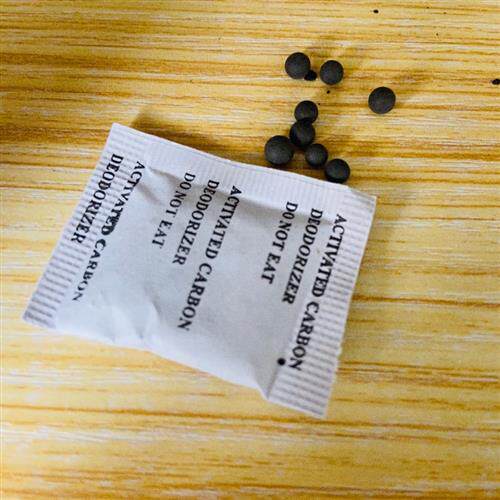 ACTIVATED CARBON
DEODORIZER
ACTIVATED CARBON
DEODORIZER
DO NOT EAT
ACTIVATED CARBON
DEODORIZER
DO NOT EAT